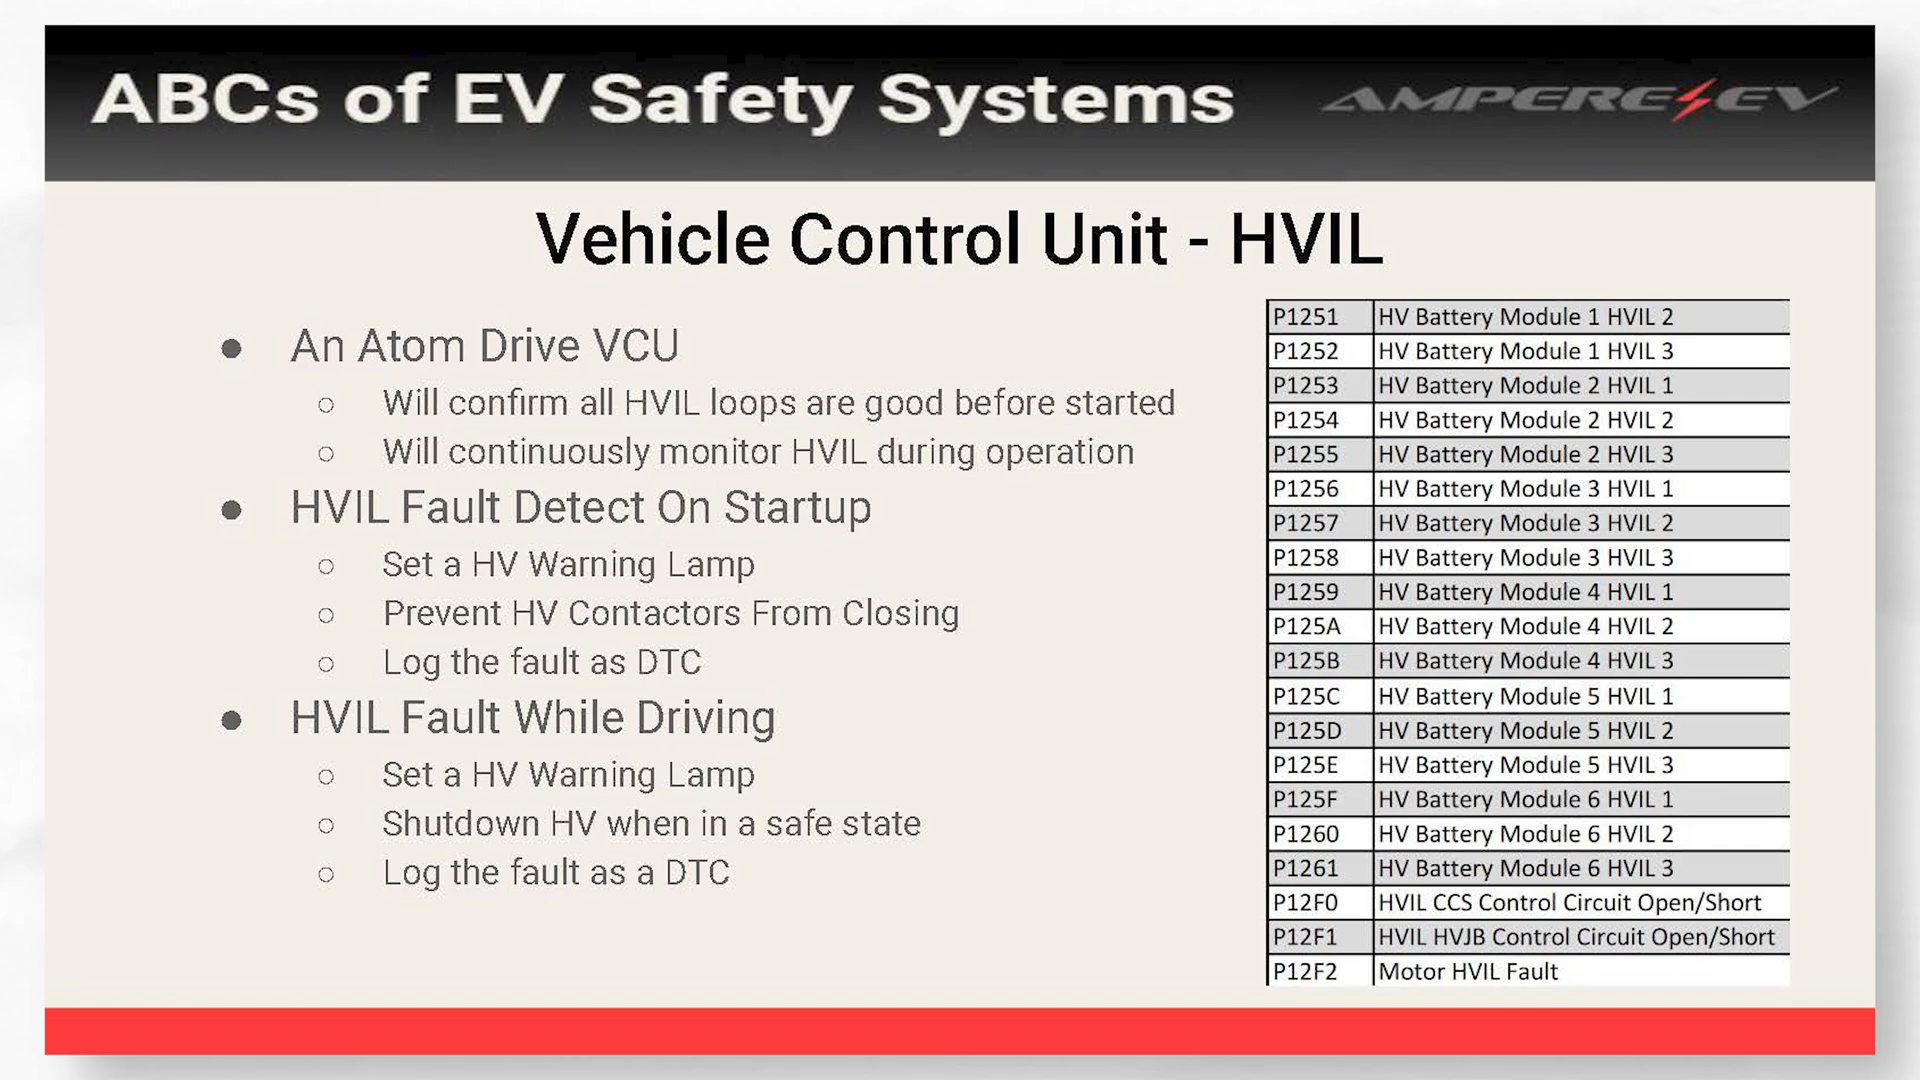 ABCs of EV Safety Systems
AMPERE EV
Vehicle Control Unit - HVIL
● An Atom Drive VCU
○ Will confirm all HVIL loops are good before started
○ Will continuously monitor HVIL during operation
● HVIL Fault Detect On Startup
○ Set a HV Warning Lamp
○ Prevent HV Contactors From Closing
○ Log the fault as DTC
● HVIL Fault While Driving
○ Set a HV Warning Lamp
○ Shutdown HV when in a safe state
○ Log the fault as a DTC
P1251 HV Battery Module 1 HVIL 2
P1252 HV Battery Module 1 HVIL 3
P1253 HV Battery Module 2 HVIL 1
P1254 HV Battery Module 2 HVIL 2
P1255 HV Battery Module 2 HVIL 3
P1256 HV Battery Module 3 HVIL 1
P1257 HV Battery Module 3 HVIL 2
P1258 HV Battery Module 3 HVIL 3
P1259 HV Battery Module 4 HVIL 1
P125A HV Battery Module 4 HVIL 2
P125B HV Battery Module 4 HVIL 3
P125C HV Battery Module 5 HVIL 1
P125D HV Battery Module 5 HVIL 2
P125E HV Battery Module 5 HVIL 3
P125F HV Battery Module 6 HVIL 1
P1260 HV Battery Module 6 HVIL 2
P1261 HV Battery Module 6 HVIL 3
P12F0 HVIL CCS Control Circuit Open/Short
P12F1 HVIL HVJB Control Circuit Open/Short
P12F2 Motor HVIL Fault